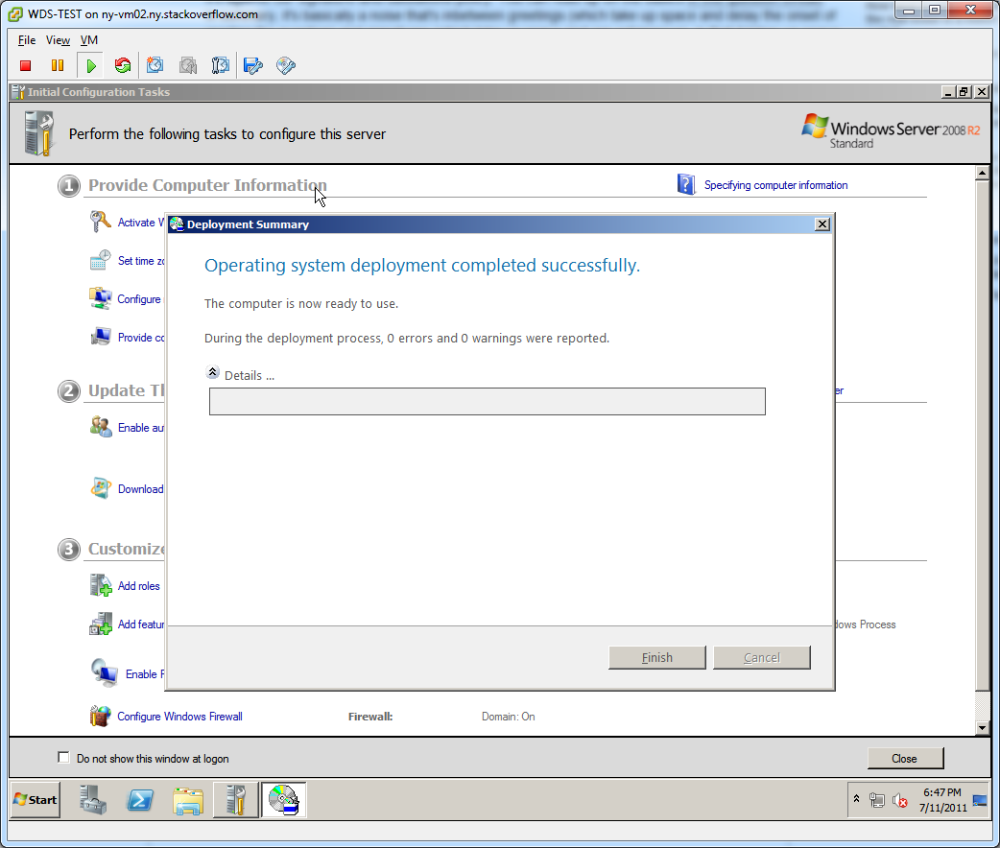 WDS-TEST on ny-vm02.ny.stackoverflow.com
File View VM
Initial Configuration Tasks
Perform the following tasks to configure this server
Windows Server 2008 R2
Standard
1 Provide Computer Information
Specifying computer information
Activate W
Deployment Summary
Operating system deployment completed successfully.
Set time zo
Configure
The computer is now ready to use.
Provide co
During the deployment process, 0 errors and 0 warnings were reported.
Details ...
2 Update Th
er
Enable au
Download
3 Customize
Add roles
Add featur
dows Process
Finish
Cancel
Enable R
Configure Windows Firewall
Firewall:
Domain: On
Do not show this window at logon
Close
Start
6:47 PM
7/11/2011